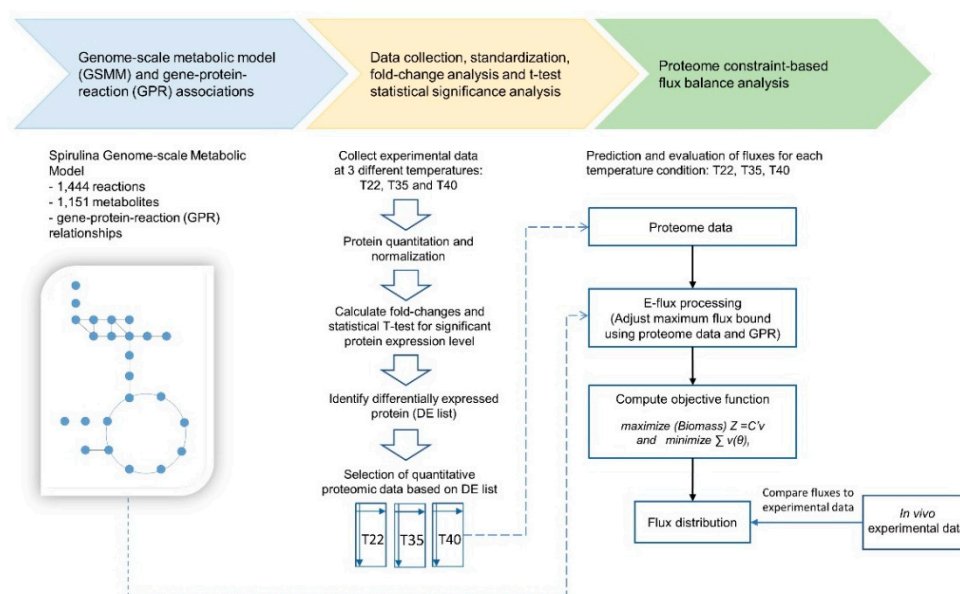 Genome-scale metabolic model
(GSMM) and gene-protein-
reaction (GPR) associations
Data collection, standardization,
fold-change analysis and t-test
statistical significance analysis
Proteome constraint-based
flux balance analysis
Spirulina Genome-scale Metabolic
Model
- 1,444 reactions
- 1,151 metabolites
- gene-protein-reaction (GPR)
relationships
Collect experimental data
at 3 different temperatures:
T22, T35 and T40
Protein quantitation and
normalization
Calculate fold-changes and
statistical T-test for significant
protein expression level
Identify differentially expressed
protein (DE list)
Selection of quantitative
proteomic data based on DE list
T22
T35
T40
Prediction and evaluation of fluxes for each
temperature condition: T22, T35, T40
Proteome data
E-flux processing
(Adjust maximum flux bound
using proteome data and GPR)
Compute objective function
maximize (Biomass) Z =C'v
and minimize ∑ v(θ),
Flux distribution
Compare fluxes to
experimental data
In vivo
experimental data